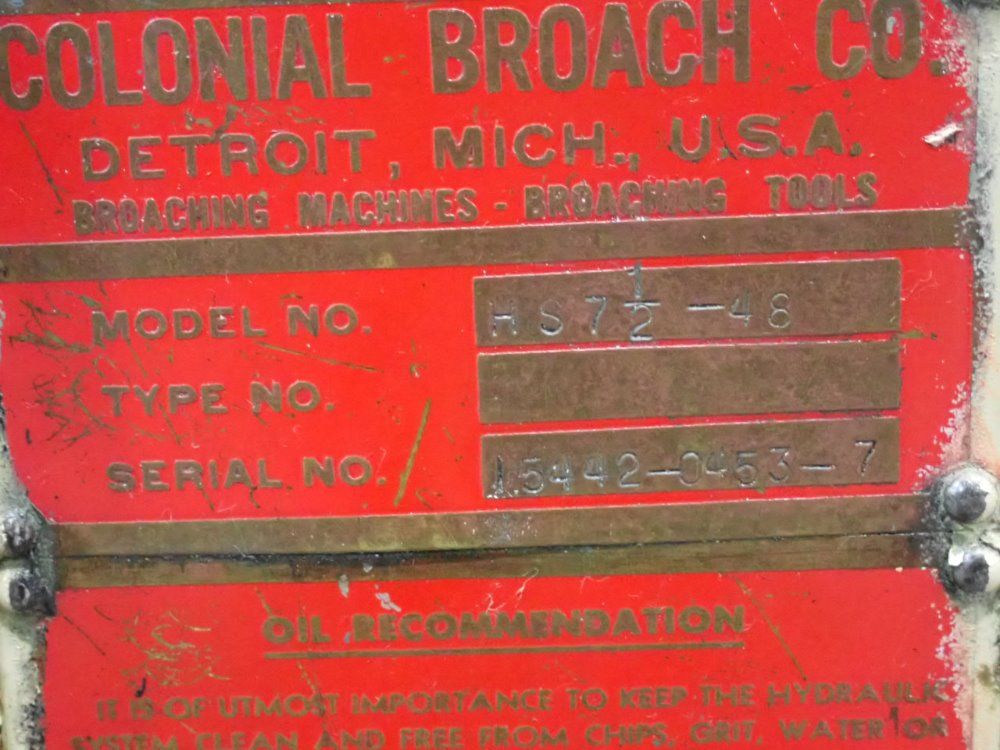 COLONIAL BROACH CO.
DETROIT, MICH., U.S.A.
BROACHING MACHINES - BROACHING TOOLS
MODEL NO. HS7 1/2 -48
TYPE NO.
SERIAL NO. 15442-0453-7
OIL RECOMMENDATION
IT IS OF UTMOST IMPORTANCE TO KEEP THE HYDRAULIC
SYSTEM CLEAN AND FREE FROM CHIPS, GRIT, WATER OR